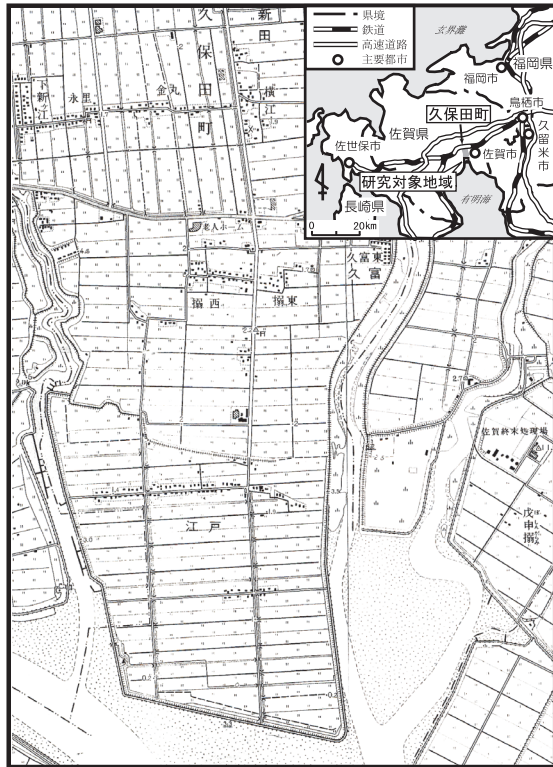 県境
鉄道
高速道路
主要都市
玄界灘
福岡県
福岡市
鳥栖市
久保田町
佐賀県
久留米市
佐世保市
佐賀市
研究対象地域
有明海
長崎県
0 20km
新田
久保田町
横江
金丸
永里
下新江
老人ホーム
久富東
久富
搦西
搦東
佐賀終末処理場
戊申搦
江戸